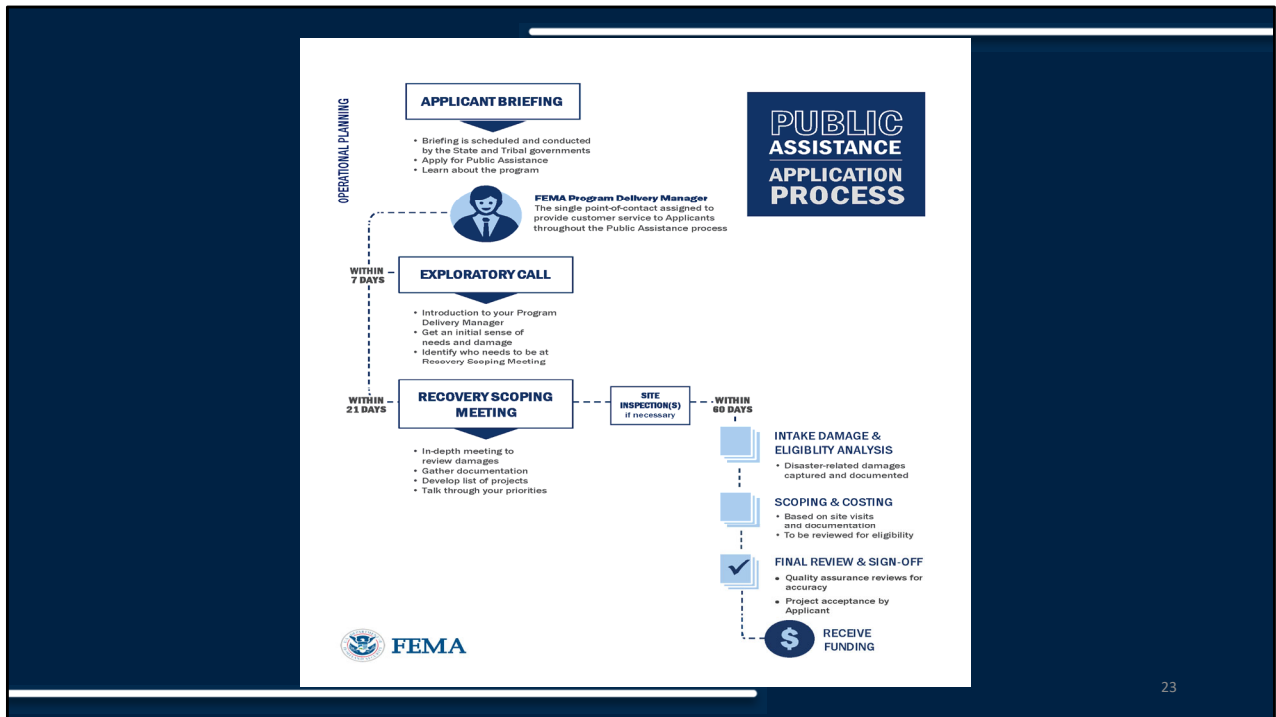 OPERATIONAL PLANNING
APPLICANT BRIEFING
• Briefing is scheduled and conducted
by the State and Tribal governments
• Apply for Public Assistance
• Learn about the program
PUBLIC
ASSISTANCE
APPLICATION
PROCESS
FEMA Program Delivery Manager
The single point-of-contact assigned to
provide customer service to Applicants
throughout the Public Assistance process
WITHIN
7 DAYS
EXPLORATORY CALL
• Introduction to your Program
Delivery Manager
• Get an initial sense of
needs and damage
• Identify who needs to be at
Recovery Scoping Meeting
WITHIN
21 DAYS
RECOVERY SCOPING
MEETING
• In-depth meeting to
review damages
• Gather documentation
• Develop list of projects
• Talk through your priorities
SITE
INSPECTION(S)
if necessary
WITHIN
60 DAYS
INTAKE DAMAGE &
ELIGIBLITY ANALYSIS
• Disaster-related damages
captured and documented
SCOPING & COSTING
• Based on site visits
and documentation
• To be reviewed for eligibility
FINAL REVIEW & SIGN-OFF
• Quality assurance reviews for
accuracy
• Project acceptance by
Applicant
$
RECEIVE
FUNDING
FEMA
23